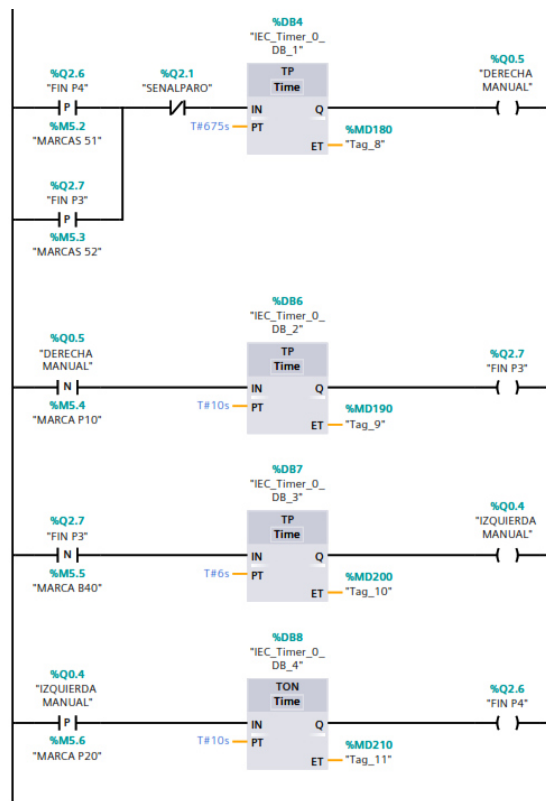 %DB4
"IEC_Timer_0_
DB_1"
%Q2.6
"FIN P4"
%Q2.1
"SENALPARO"
TP
Time
%Q0.5
"DERECHA
MANUAL"
P
IN
Q
%M5.2
"MARCAS 51"
T#675s
PT
%MD180
ET
"Tag_8"
%Q2.7
"FIN P3"
P
%M5.3
"MARCAS 52"
%DB6
"IEC_Timer_0_
DB_2"
%Q0.5
"DERECHA
MANUAL"
TP
Time
%Q2.7
"FIN P3"
N
IN
Q
%M5.4
"MARCA P10"
T#10s
PT
%MD190
ET
"Tag_9"
%DB7
"IEC_Timer_0_
DB_3"
%Q2.7
"FIN P3"
TP
Time
%Q0.4
"IZQUIERDA
MANUAL"
N
IN
Q
%M5.5
"MARCA B40"
T#6s
PT
%MD200
ET
"Tag_10"
%DB8
"IEC_Timer_0_
DB_4"
%Q0.4
"IZQUIERDA
MANUAL"
TON
Time
%Q2.6
"FIN P4"
P
IN
Q
%M5.6
"MARCA P20"
T#10s
PT
%MD210
ET
"Tag_11"